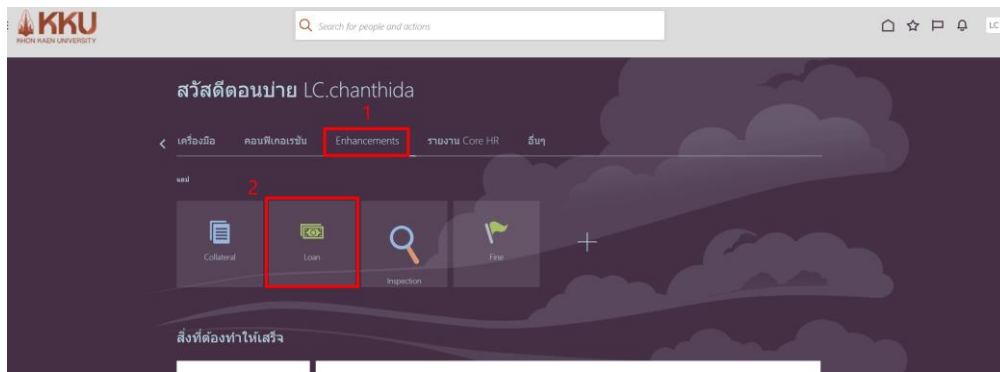 KKU
KHON KAEN UNIVERSITY
Search for people and actions
LC
สวัสดีตอนบ่าย LC.chanthida
1
เครื่องมือ คอนฟิเกอเรชัน Enhancements รายงาน Core HR อื่นๆ
แอป
2
Collateral Loan Inspection Fine
สิ่งที่ต้องทำให้เสร็จ